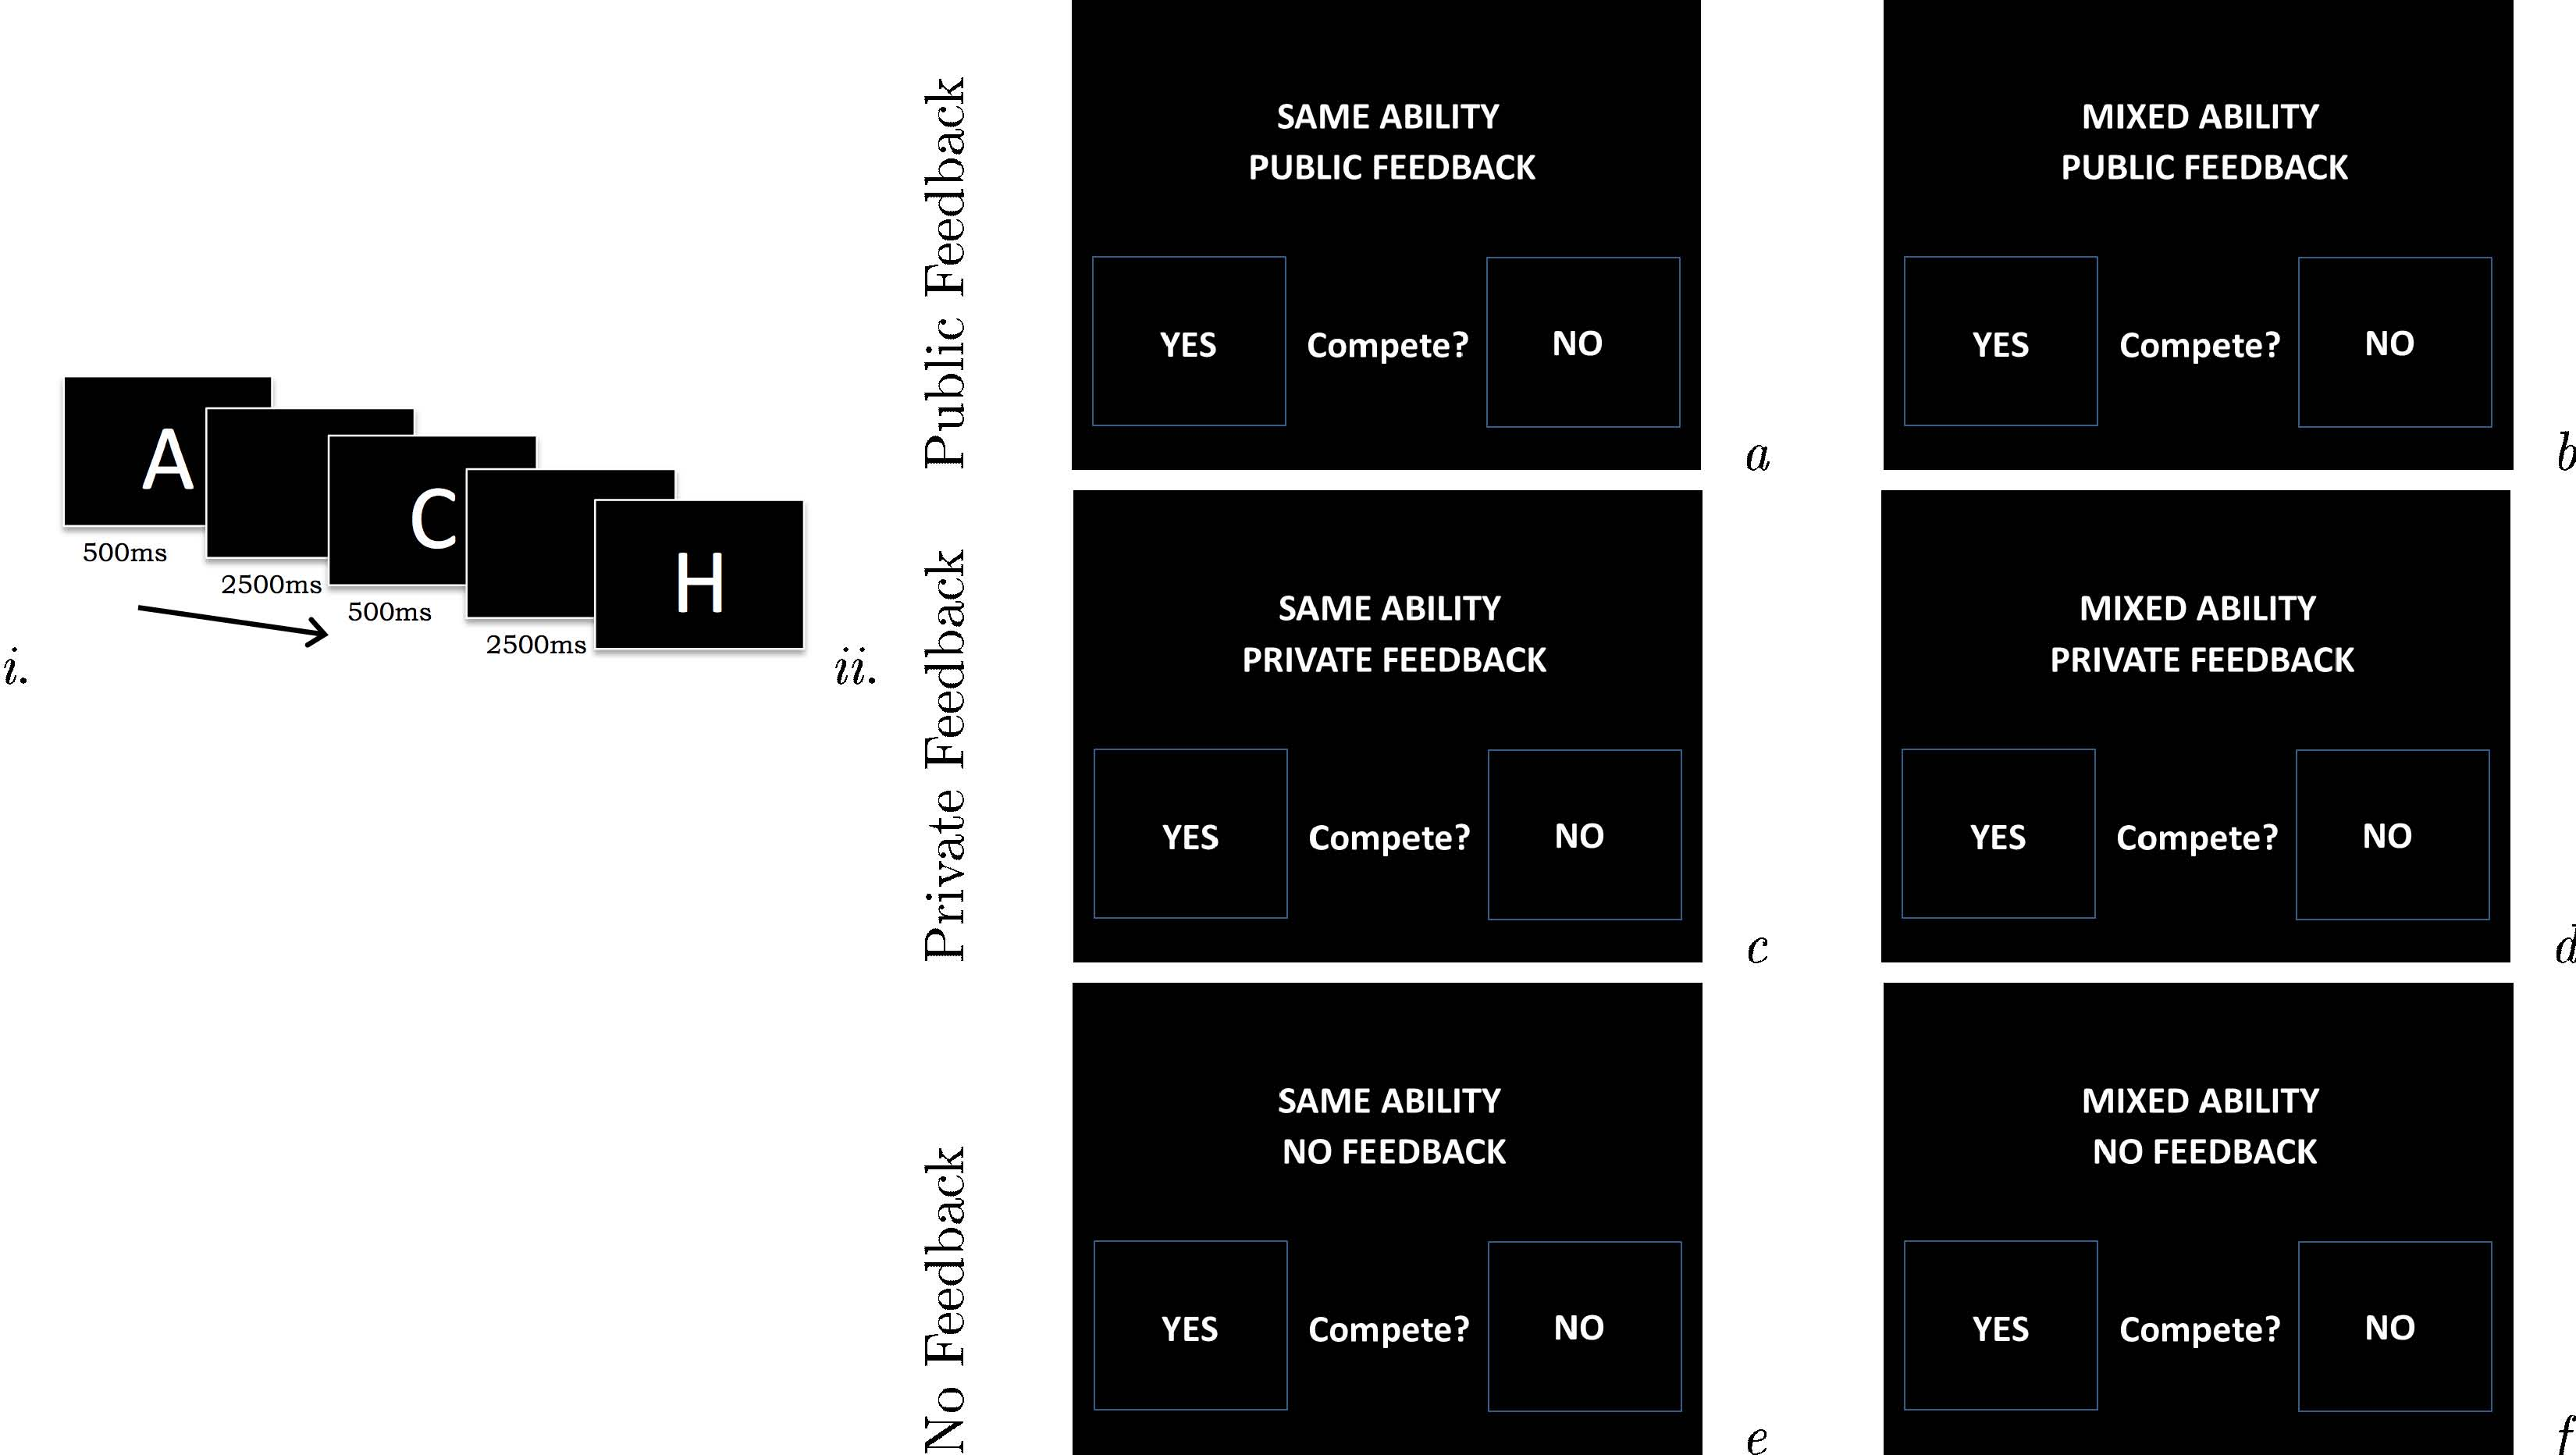 A
500ms
2500ms
C
500ms
2500ms
H
i.
ii.
Public Feedback
SAME ABILITY
PUBLIC FEEDBACK
YES Compete? NO
a
MIXED ABILITY
PUBLIC FEEDBACK
YES Compete? NO
b
Private Feedback
SAME ABILITY
PRIVATE FEEDBACK
YES Compete? NO
c
MIXED ABILITY
PRIVATE FEEDBACK
YES Compete? NO
d
No Feedback
SAME ABILITY
NO FEEDBACK
YES Compete? NO
e
MIXED ABILITY
NO FEEDBACK
YES Compete? NO
f